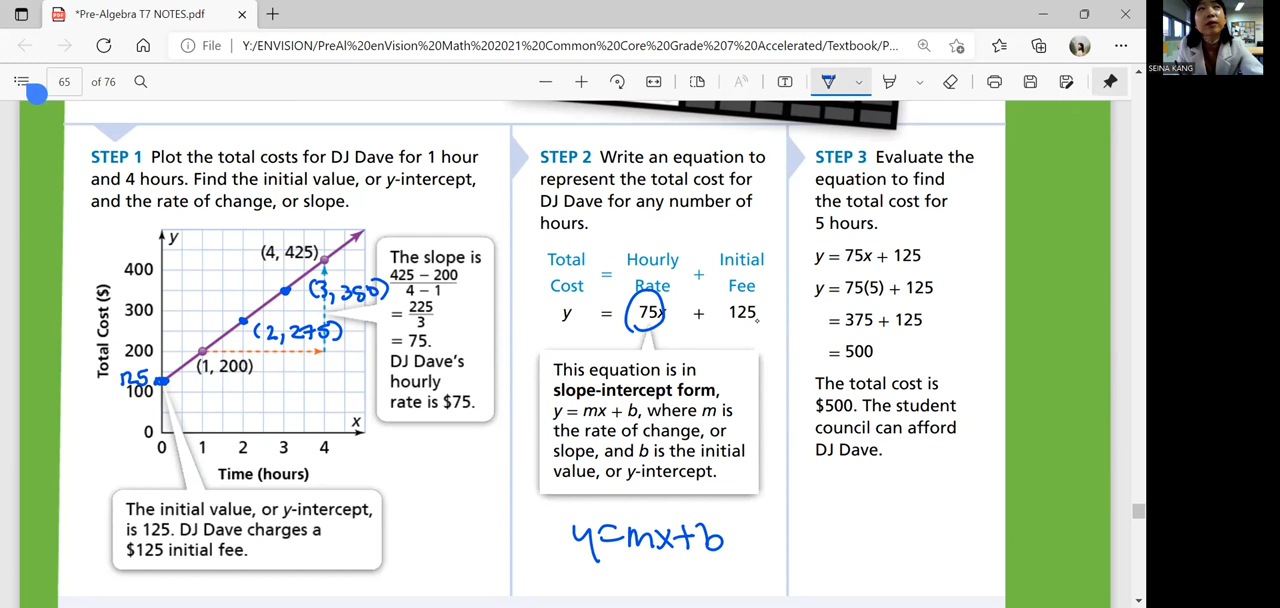 *Pre-Algebra T7 NOTES.pdf
File Y:/ENVISION/PreAl%20enVision%20Math%202021%20Common%20Core%20Grade%207%20Accelerated/Textbook/P...
65 of 76
SEINA KANG
STEP 1 Plot the total costs for DJ Dave for 1 hour
and 4 hours. Find the initial value, or y-intercept,
and the rate of change, or slope.
y
(4, 425)
400
(3, 350)
300
(2, 275)
200
(1, 200)
125
100
0
x
0 1 2 3 4
Total Cost ($)
Time (hours)
The slope is
425 − 200
4 − 1
= 225
3
= 75.
DJ Dave's
hourly
rate is $75.
The initial value, or y-intercept,
is 125. DJ Dave charges a
$125 initial fee.
STEP 2 Write an equation to
represent the total cost for
DJ Dave for any number of
hours.
Total Cost = Hourly Rate + Initial Fee
y = 75x + 125
This equation is in
slope-intercept form,
y = mx + b, where m is
the rate of change, or
slope, and b is the initial
value, or y-intercept.
y=mx+b
STEP 3 Evaluate the
equation to find
the total cost for
5 hours.
y = 75x + 125
y = 75(5) + 125
= 375 + 125
= 500
The total cost is
$500. The student
council can afford
DJ Dave.